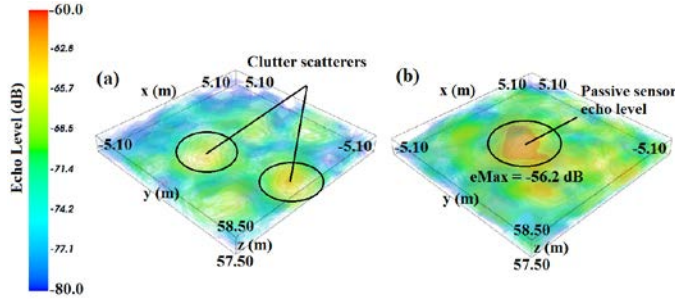 Echo Level (dB)
-60.0
-62.8
-65.7
-68.5
-71.4
-74.2
-77.1
-80.0
(a)
Clutter scatterers
x (m)
5.10
5.10
-5.10
-5.10
y (m)
58.50
z (m)
57.50
(b)
x (m)
5.10
5.10
Passive sensor
echo level
-5.10
-5.10
eMax = -56.2 dB
y (m)
58.50
z (m)
57.50